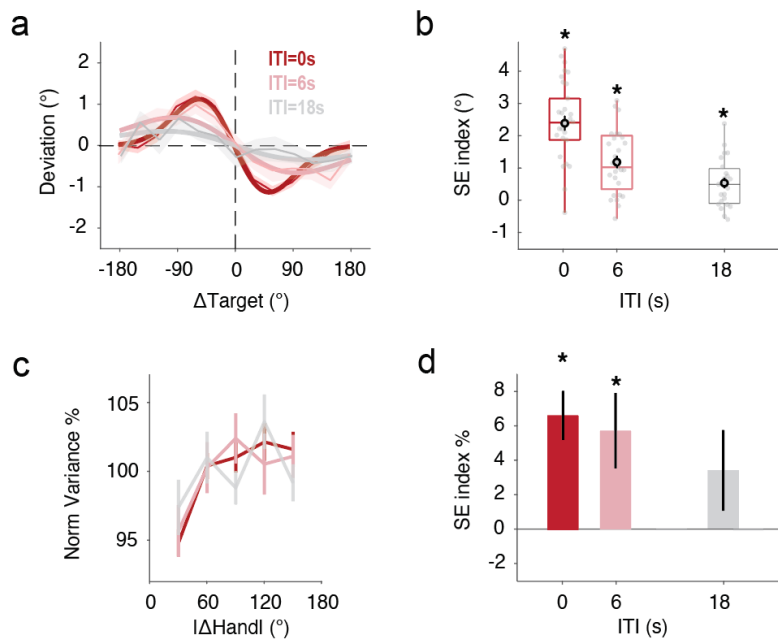 a
ITI=0s
ITI=6s
ITI=18s
Deviation (°)
2
1
0
-1
-2
-180
-90
0
90
180
ΔTarget (°)
b
*
*
*
SE index (°)
4
3
2
1
0
-1
0
6
18
ITI (s)
c
Norm Variance %
105
100
95
0
60
120
180
|ΔHand| (°)
d
*
*
SE index %
8
6
4
2
0
-2
0
6
18
ITI (s)